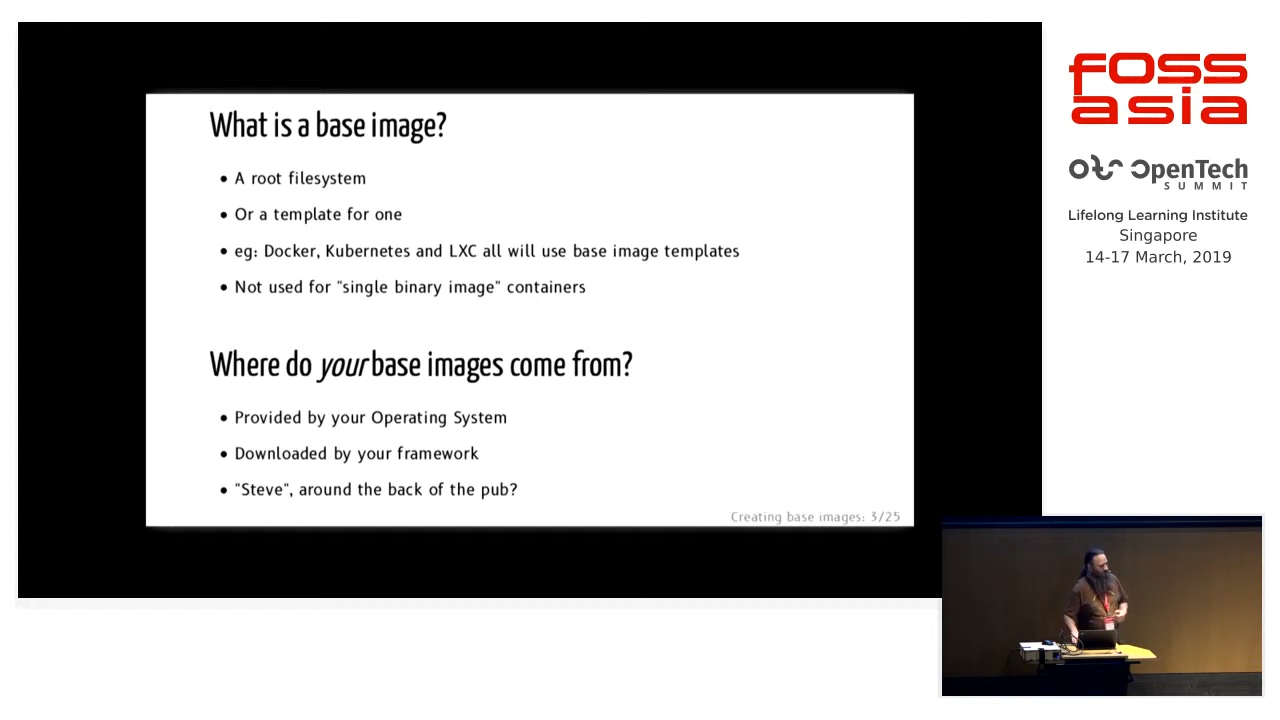 What is a base image?
• A root filesystem
• Or a template for one
• eg: Docker, Kubernetes and LXC all will use base image templates
• Not used for "single binary image" containers
Where do your base images come from?
• Provided by your Operating System
• Downloaded by your framework
• "Steve", around the back of the pub?
Creating base images: 3/25
foss
asia
OpenTech
SUMMIT
Lifelong Learning Institute
Singapore
14-17 March, 2019